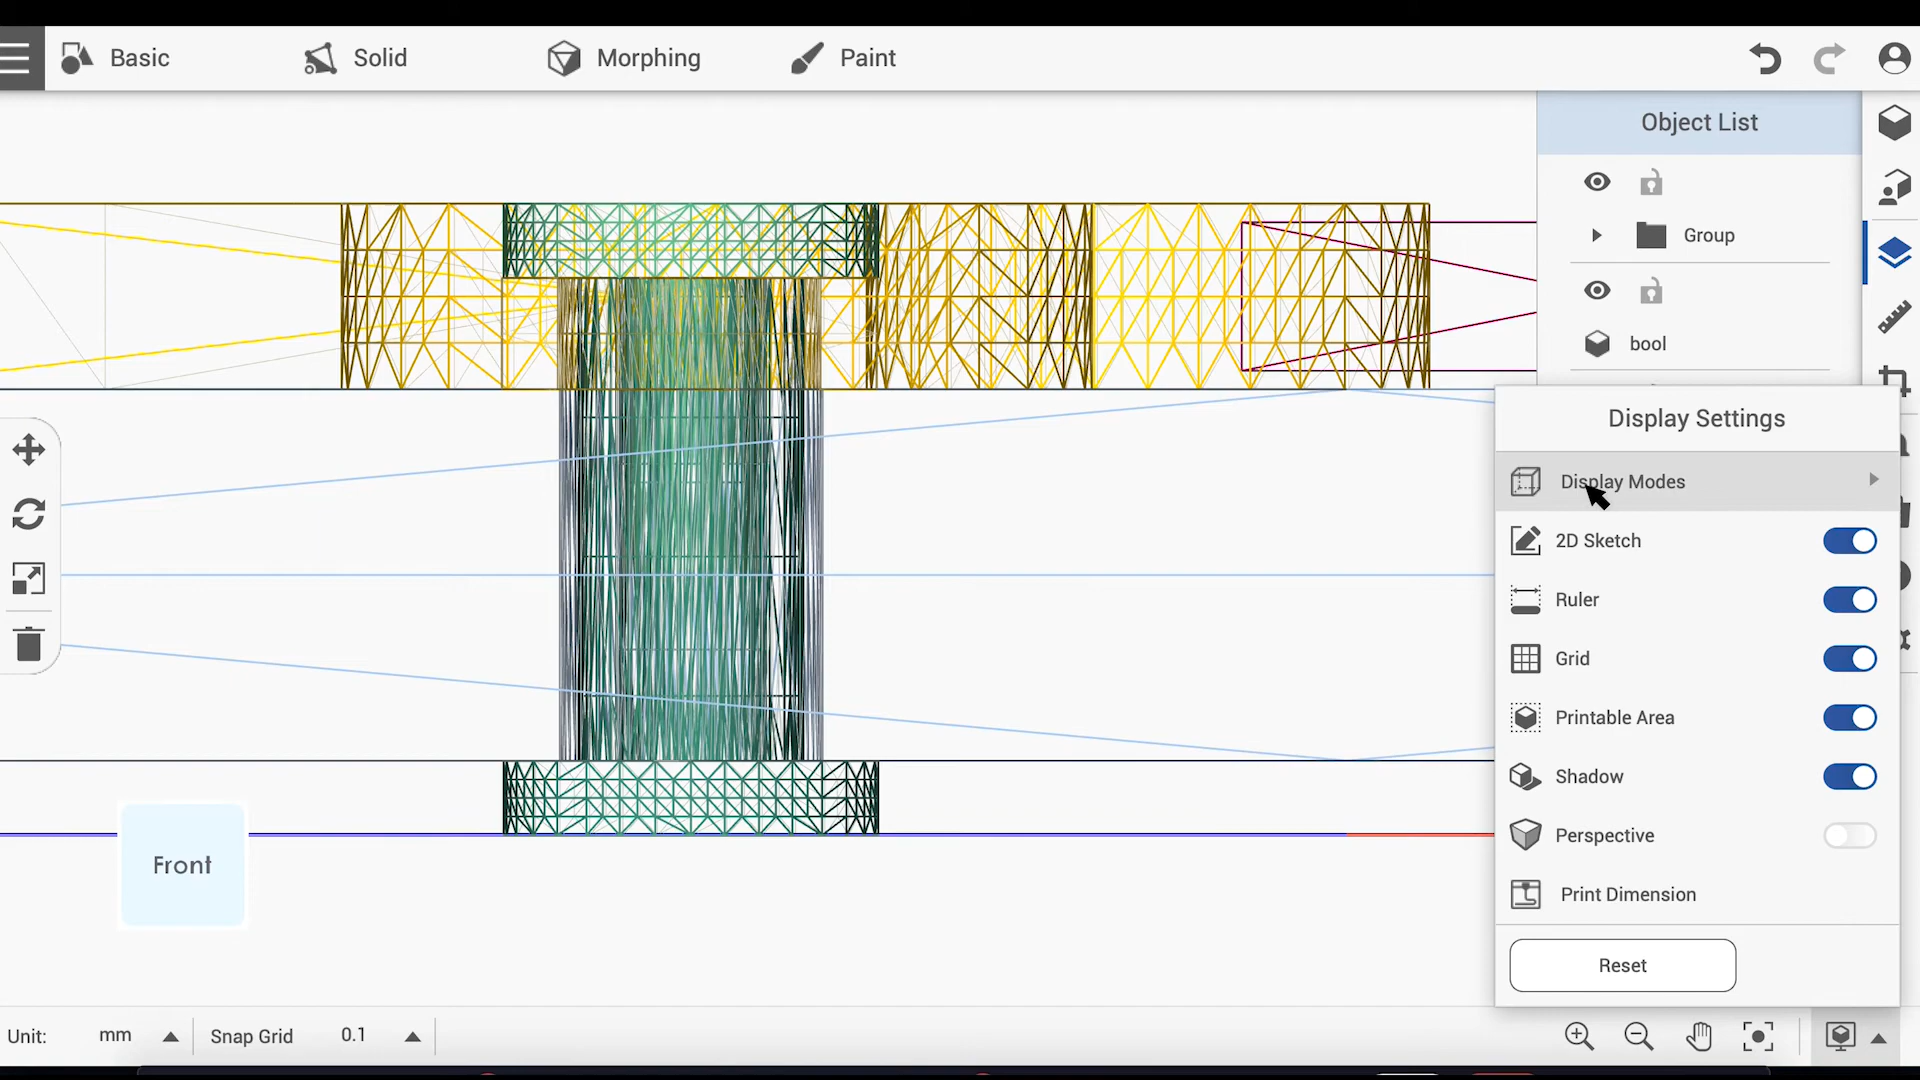 Basic
Solid
Morphing
Paint
Object List
Group
bool
Display Settings
Display Modes
2D Sketch
Ruler
Grid
Printable Area
Shadow
Perspective
Print Dimension
Reset
Front
Unit: mm Snap Grid 0.1